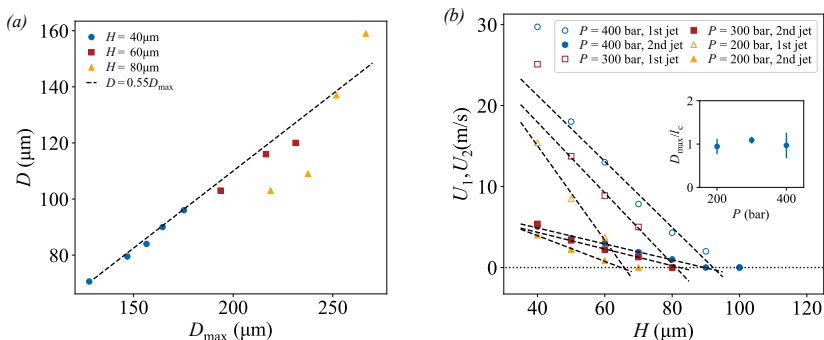 (a)
H = 40μm
H = 60μm
H = 80μm
D = 0.55D_max
160
140
120
100
80
D (μm)
150
200
250
D_max (μm)
(b)
P = 400 bar, 1st jet
P = 400 bar, 2nd jet
P = 300 bar, 1st jet
P = 300 bar, 2nd jet
P = 200 bar, 1st jet
P = 200 bar, 2nd jet
30
20
10
0
U_1, U_2(m/s)
40
60
80
100
120
H (μm)
2
1
0
D_max/l_c
200
400
P (bar)